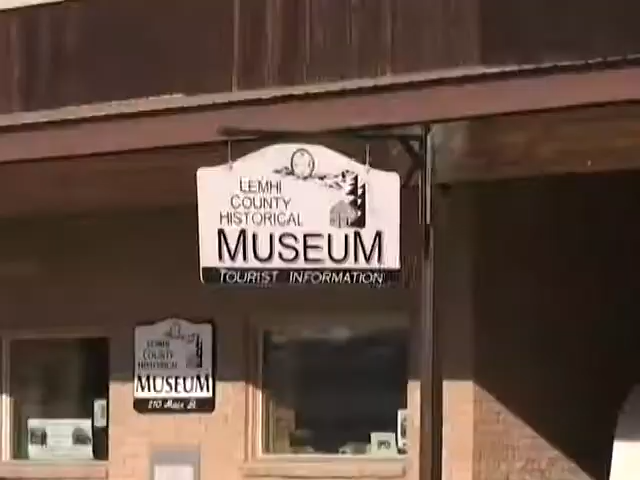 LEMHI
COUNTY
HISTORICAL
MUSEUM
TOURIST INFORMATION
LEMHI
COUNTY
HISTORICAL
MUSEUM
210 Main St.